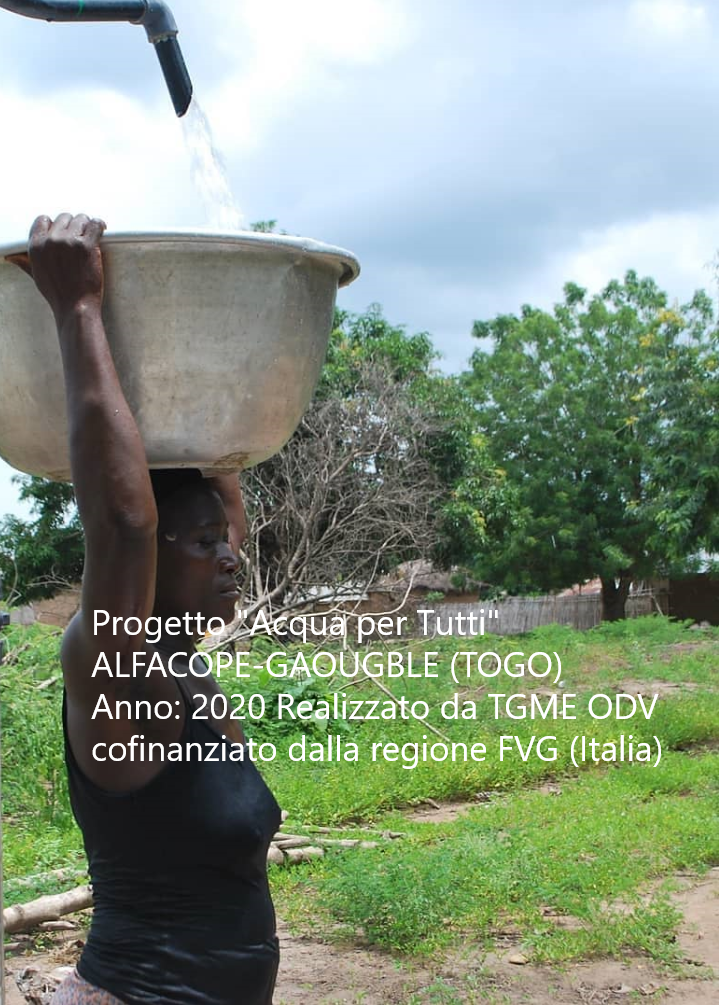 Progetto "Acqua per Tutti"
ALFACOPE-GAOUGBLE (TOGO)
Anno: 2020 Realizzato da TGME ODV
cofinanziato dalla regione FVG (Italia)